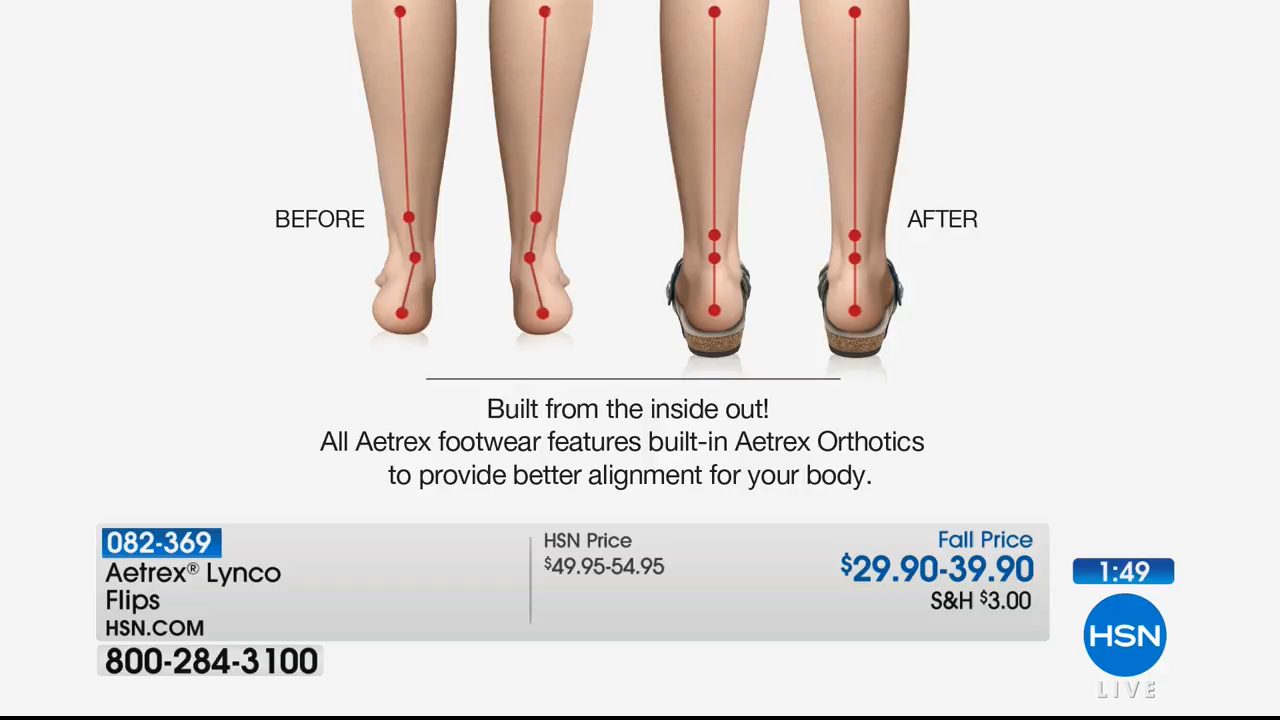 BEFORE
AFTER
Built from the inside out!
All Aetrex footwear features built-in Aetrex Orthotics
to provide better alignment for your body.
082-369
Aetrex® Lynco
Flips
HSN.COM
800-284-3100
HSN Price
$49.95-54.95
Fall Price
$29.90-39.90
S&H $3.00
1:49
HSN
LIVE